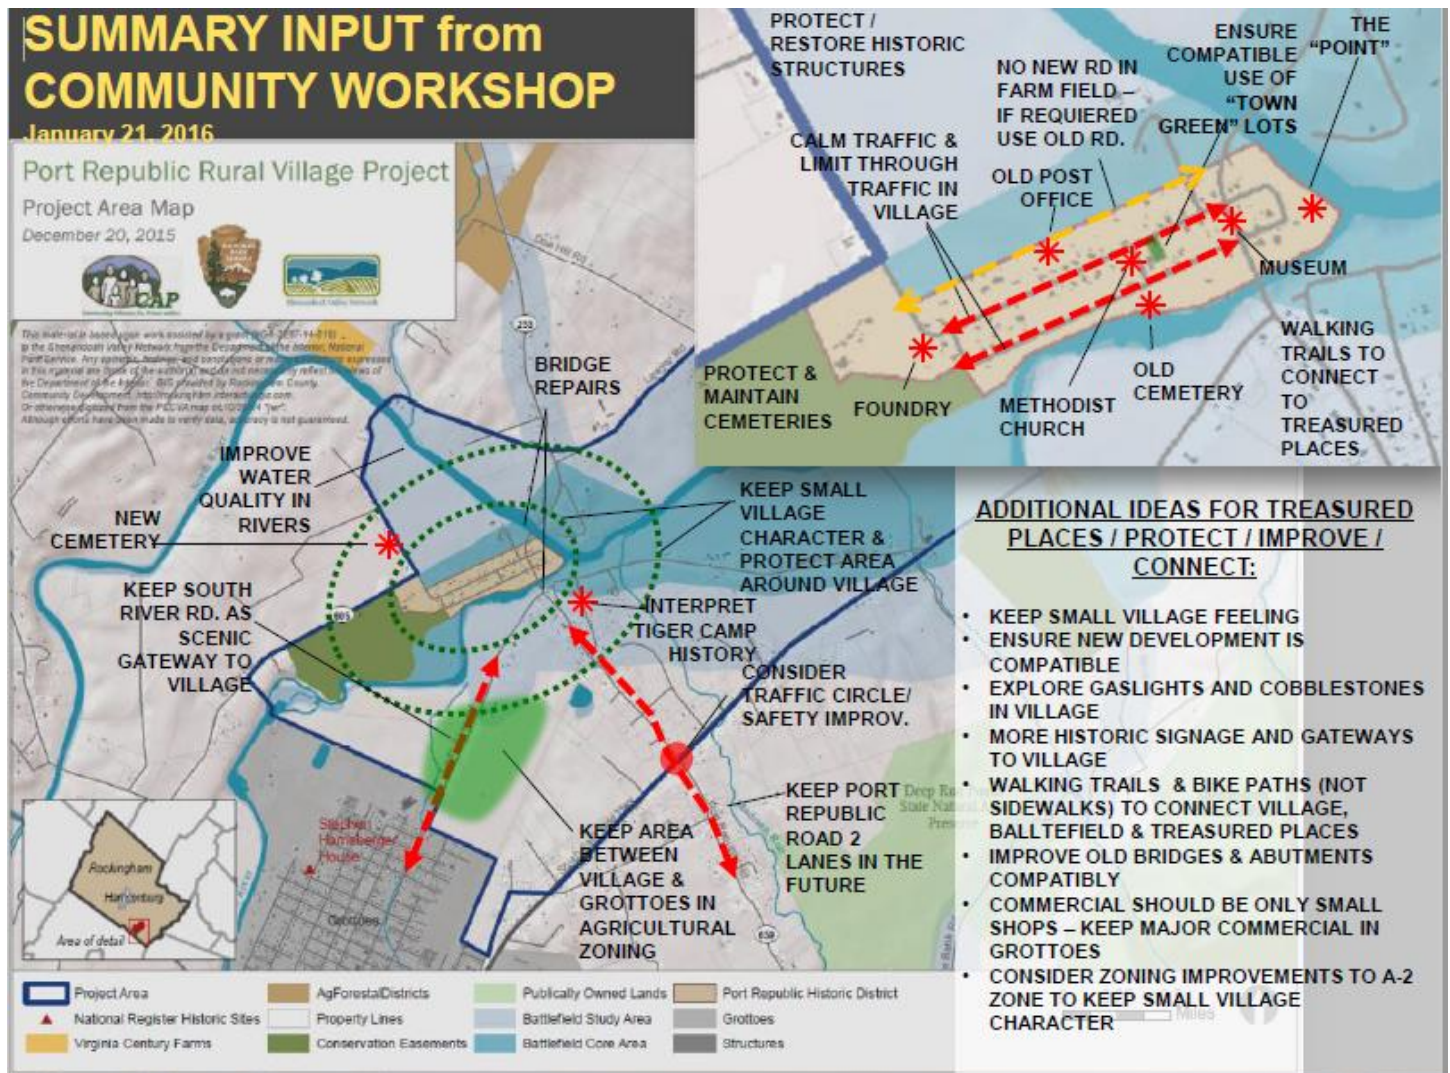 SUMMARY INPUT from
COMMUNITY WORKSHOP
January 21, 2016
Port Republic Rural Village Project
Project Area Map
December 20, 2015
CAP
PROTECT /
RESTORE HISTORIC
STRUCTURES
CALM TRAFFIC &
LIMIT THROUGH
TRAFFIC IN
VILLAGE
NO NEW RD IN
FARM FIELD –
IF REQUIERED
USE OLD RD.
OLD POST
OFFICE
ENSURE
COMPATIBLE
USE OF
“TOWN
GREEN” LOTS
THE
“POINT”
MUSEUM
WALKING
TRAILS TO
CONNECT
TO
TREASURED
PLACES
OLD
CEMETERY
METHODIST
CHURCH
FOUNDRY
PROTECT &
MAINTAIN
CEMETERIES
253
BRIDGE
REPAIRS
IMPROVE
WATER
QUALITY IN
RIVERS
NEW
CEMETERY
KEEP SOUTH
RIVER RD. AS
SCENIC
GATEWAY TO
VILLAGE
605
KEEP SMALL
VILLAGE
CHARACTER &
PROTECT AREA
AROUND VILLAGE
INTERPRET
TIGER CAMP
HISTORY
CONSIDER
TRAFFIC CIRCLE/
SAFETY IMPROV.
KEEP PORT
REPUBLIC
ROAD 2
LANES IN THE
FUTURE
KEEP AREA
BETWEEN
VILLAGE &
GROTTOES IN
AGRICULTURAL
ZONING
659
Stephen
Harnsberger
House
Grottoes
Rockingham
Harrisonburg
Area of detail
ADDITIONAL IDEAS FOR TREASURED
PLACES / PROTECT / IMPROVE /
CONNECT:
• KEEP SMALL VILLAGE FEELING
• ENSURE NEW DEVELOPMENT IS
COMPATIBLE
• EXPLORE GASLIGHTS AND COBBLESTONES
IN VILLAGE
• MORE HISTORIC SIGNAGE AND GATEWAYS
TO VILLAGE
• WALKING TRAILS & BIKE PATHS (NOT
SIDEWALKS) TO CONNECT VILLAGE,
BALLTEFIELD & TREASURED PLACES
• IMPROVE OLD BRIDGES & ABUTMENTS
COMPATIBLY
• COMMERCIAL SHOULD BE ONLY SMALL
SHOPS – KEEP MAJOR COMMERCIAL IN
GROTTOES
• CONSIDER ZONING IMPROVEMENTS TO A-2
ZONE TO KEEP SMALL VILLAGE
CHARACTER
Miles
Project Area
National Register Historic Sites
Virginia Century Farms
AgForestalDistricts
Property Lines
Conservation Easements
Publically Owned Lands
Battlefield Study Area
Battlefield Core Area
Port Republic Historic District
Grottoes
Structures